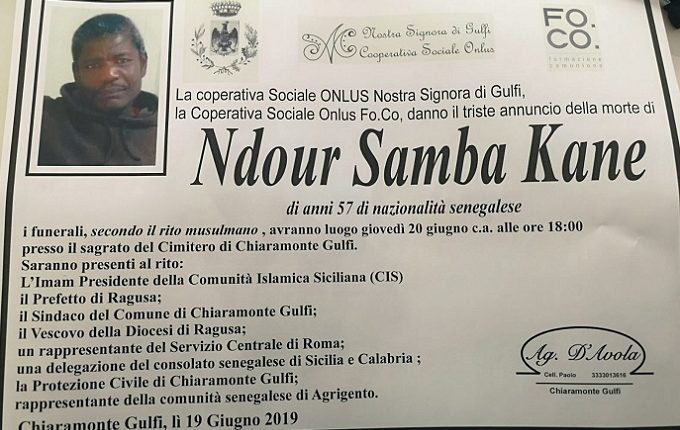 Nostra Signora di Gulfi
Cooperativa Sociale Onlus
FO.
CO.
formazione
comunione
La coperativa Sociale ONLUS Nostra Signora di Gulfi,
la Coperativa Sociale Onlus Fo.Co, danno il triste annuncio della morte di
Ndour Samba Kane
di anni 57 di nazionalità senegalese
i funerali, secondo il rito musulmano , avranno luogo giovedì 20 giugno c.a. alle ore 18:00
presso il sagrato del Cimitero di Chiaramonte Gulfi.
Saranno presenti al rito:
L'Imam Presidente della Comunità Islamica Siciliana (CIS)
il Prefetto di Ragusa;
il Sindaco del Comune di Chiaramonte Gulfi;
il Vescovo della Diocesi di Ragusa;
un rappresentante del Servizio Centrale di Roma;
una delegazione del consolato senegalese di Sicilia e Calabria ;
la Protezione Civile di Chiaramonte Gulfi;
rappresentante della comunità senegalese di Agrigento.
Chiaramonte Gulfi, lì 19 Giugno 2019
Ag. D'Avola
Cell. Paolo 3333013616
Chiaramonte Gulfi